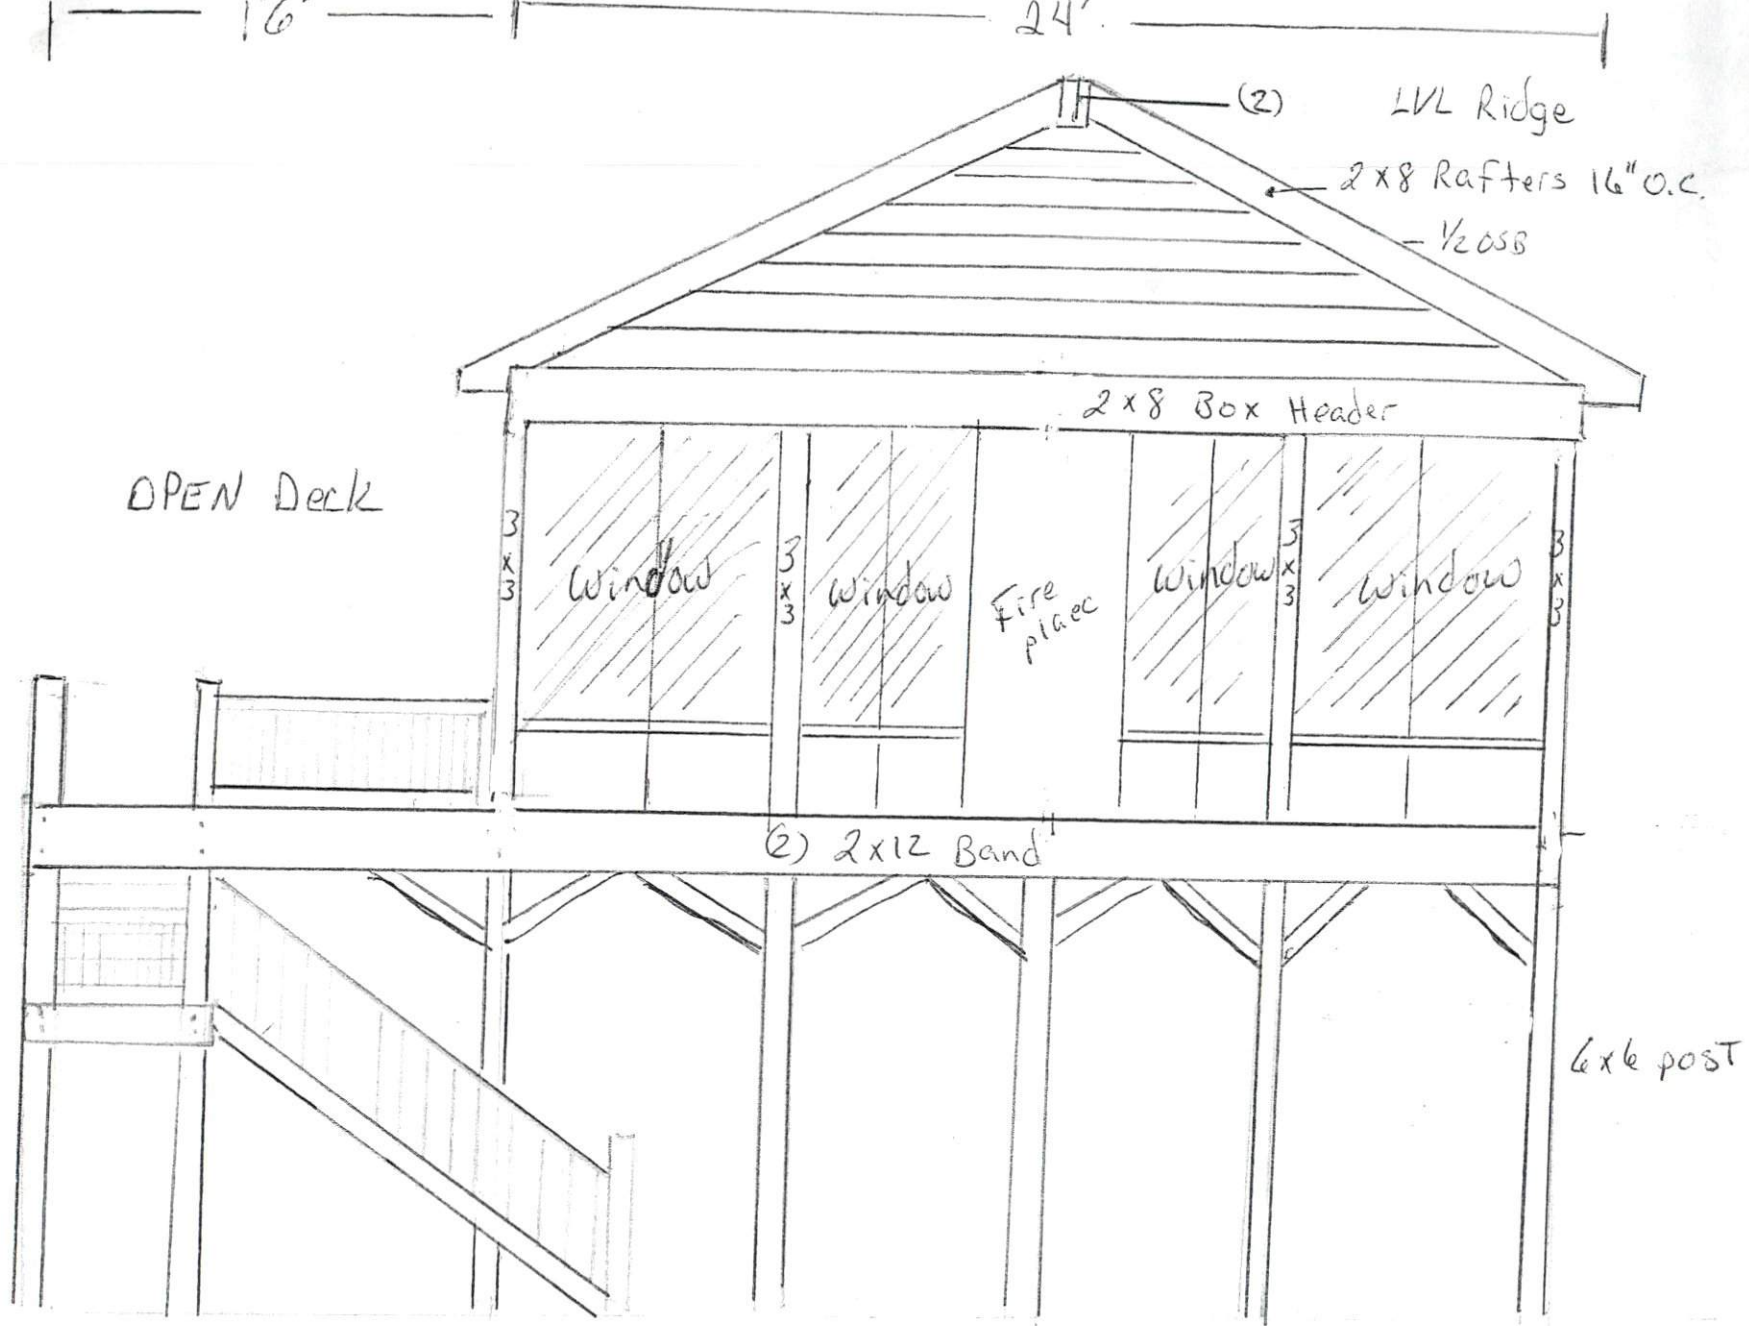 16'
24'
(2) LVL Ridge
2x8 Rafters 16" O.C.
1/2 OSB
2x8 Box Header
OPEN Deck
3x3
Window
3x3
Window
Fire
plaec
Window
3x3
Window
3x3
(2) 2x12 Band
6x6 post